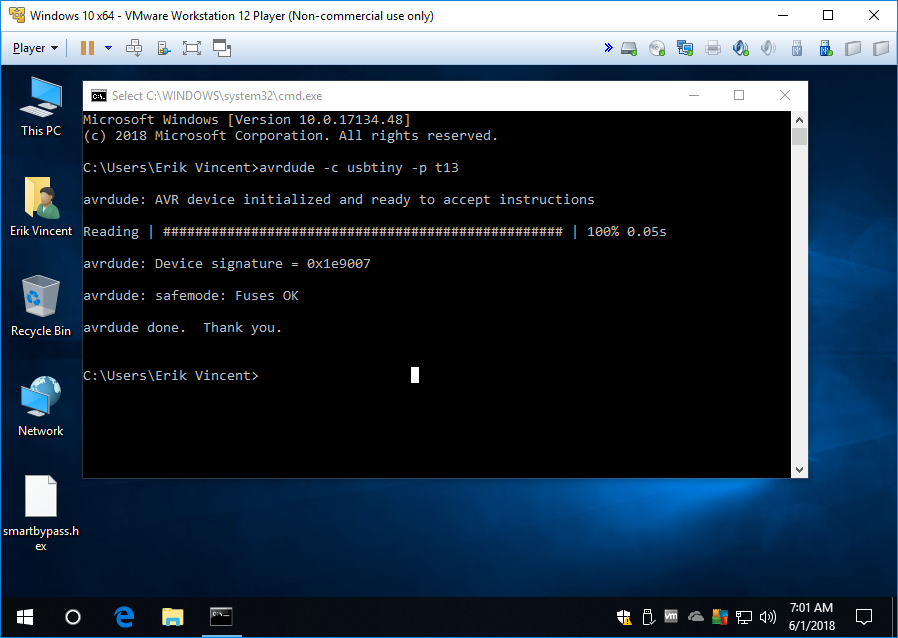 Windows 10 x64 - VMware Workstation 12 Player (Non-commercial use only)
Player
Select C:\WINDOWS\system32\cmd.exe
Microsoft Windows [Version 10.0.17134.48]
(c) 2018 Microsoft Corporation. All rights reserved.
C:\Users\Erik Vincent>avrdude -c usbtiny -p t13
avrdude: AVR device initialized and ready to accept instructions
Reading | ################################################## | 100% 0.05s
avrdude: Device signature = 0x1e9007
avrdude: safemode: Fuses OK
avrdude done.  Thank you.
C:\Users\Erik Vincent>
This PC
Erik Vincent
Recycle Bin
Network
smartbypass.h
ex
7:01 AM
6/1/2018